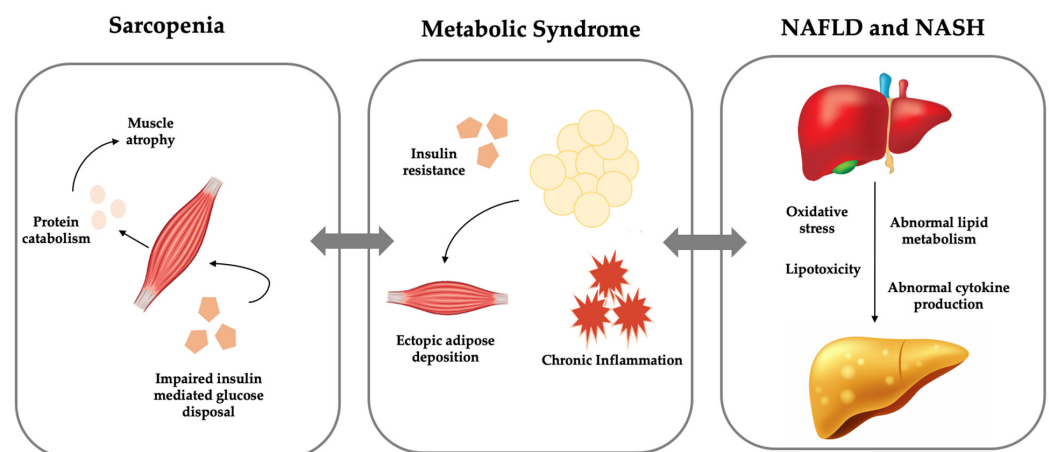 Sarcopenia
Muscle
atrophy
Protein
catabolism
Impaired insulin
mediated glucose
disposal
Metabolic Syndrome
Insulin
resistance
Ectopic adipose
deposition
Chronic Inflammation
NAFLD and NASH
Oxidative
stress
Abnormal lipid
metabolism
Lipotoxicity
Abnormal cytokine
production